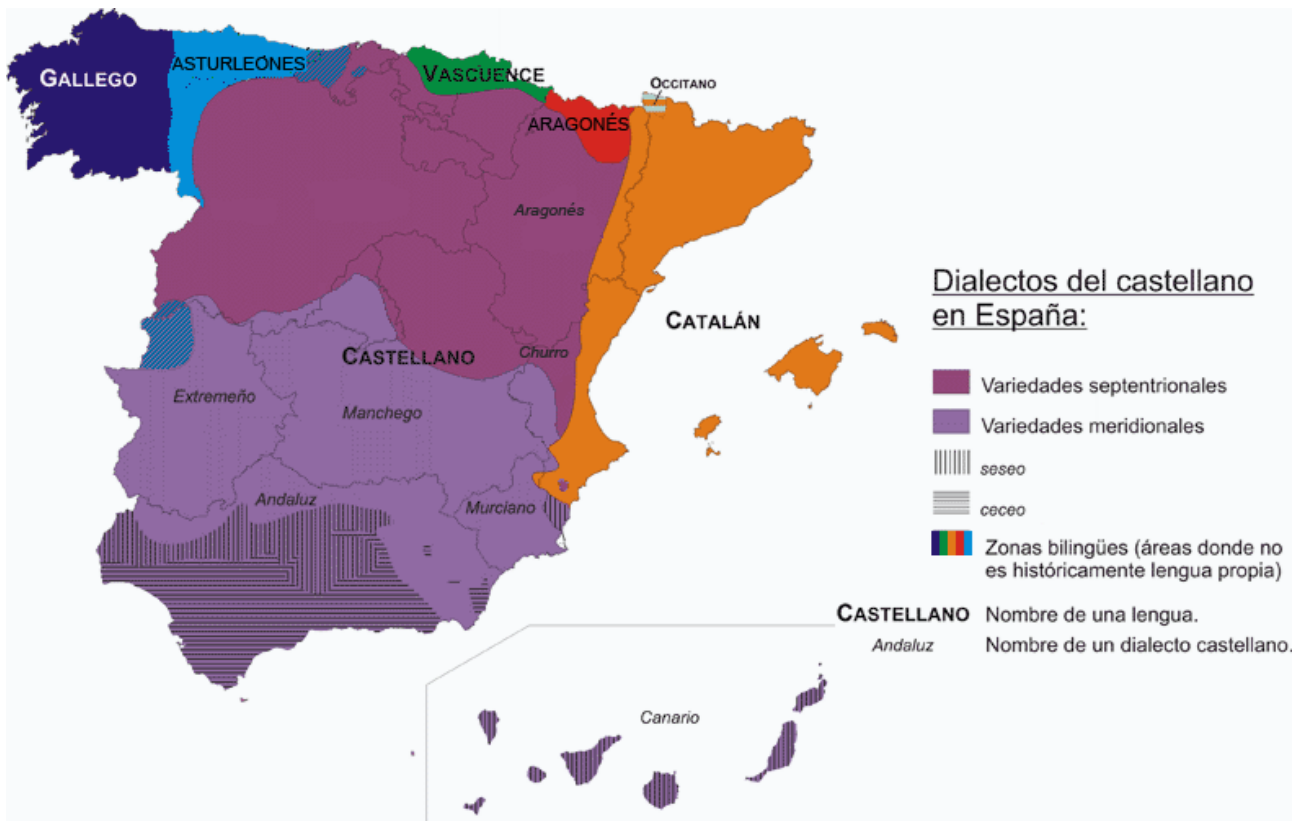 GALLEGO
ASTURLEONES
VASCUENCE
OCCITANO
ARAGONÉS
Aragonés
CATALÁN
Churro
CASTELLANO
Extremeño
Manchego
Andaluz
Murciano
Canario
Dialectos del castellano
en España:
Variedades septentrionales
Variedades meridionales
seseo
ceceo
Zonas bilingües (áreas donde no
es históricamente lengua propia)
CASTELLANO Nombre de una lengua.
Andaluz Nombre de un dialecto castellano.